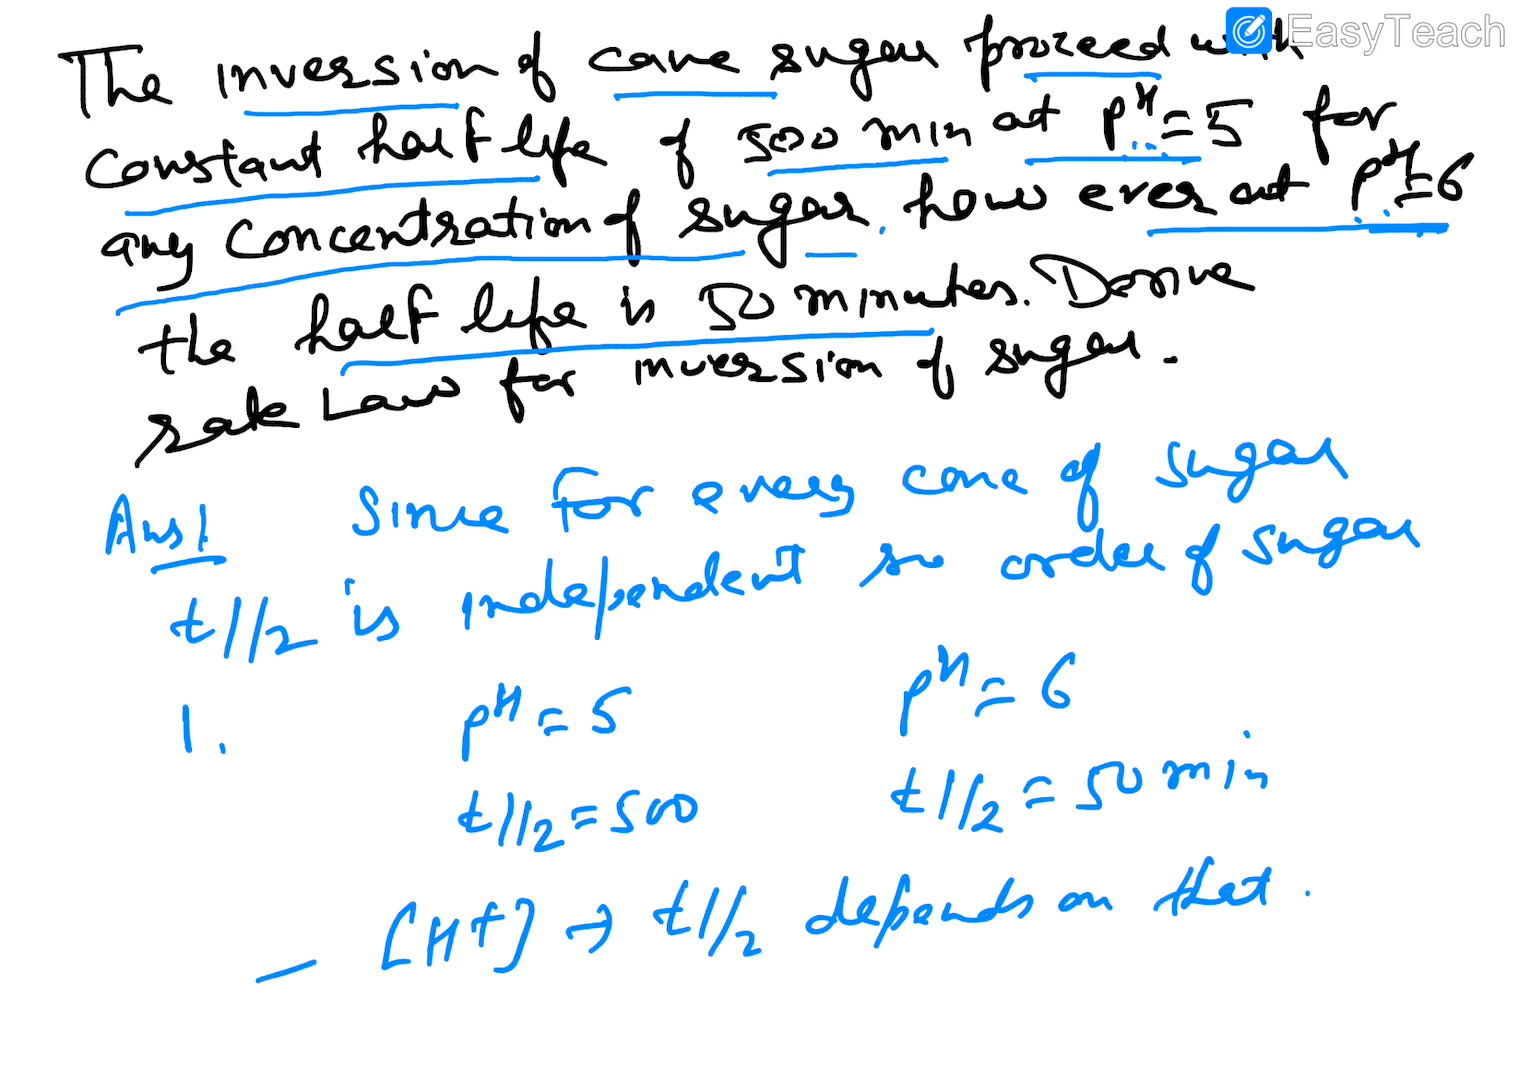 EasyTeach
The inversion of cane sugar proceed with
constant half life of 500 min at pH = 5 for
any concentration of sugar. how ever at pH = 6
the half life is 50 minutes. Derive
rate Law for inversion of sugar.
Ans! Since for every conc of sugar
t1/2 is independent so order of sugar
1. pH = 5 pH = 6
t1/2 = 500 t1/2 = 50 min
— [H+] → t1/2 depends on that.